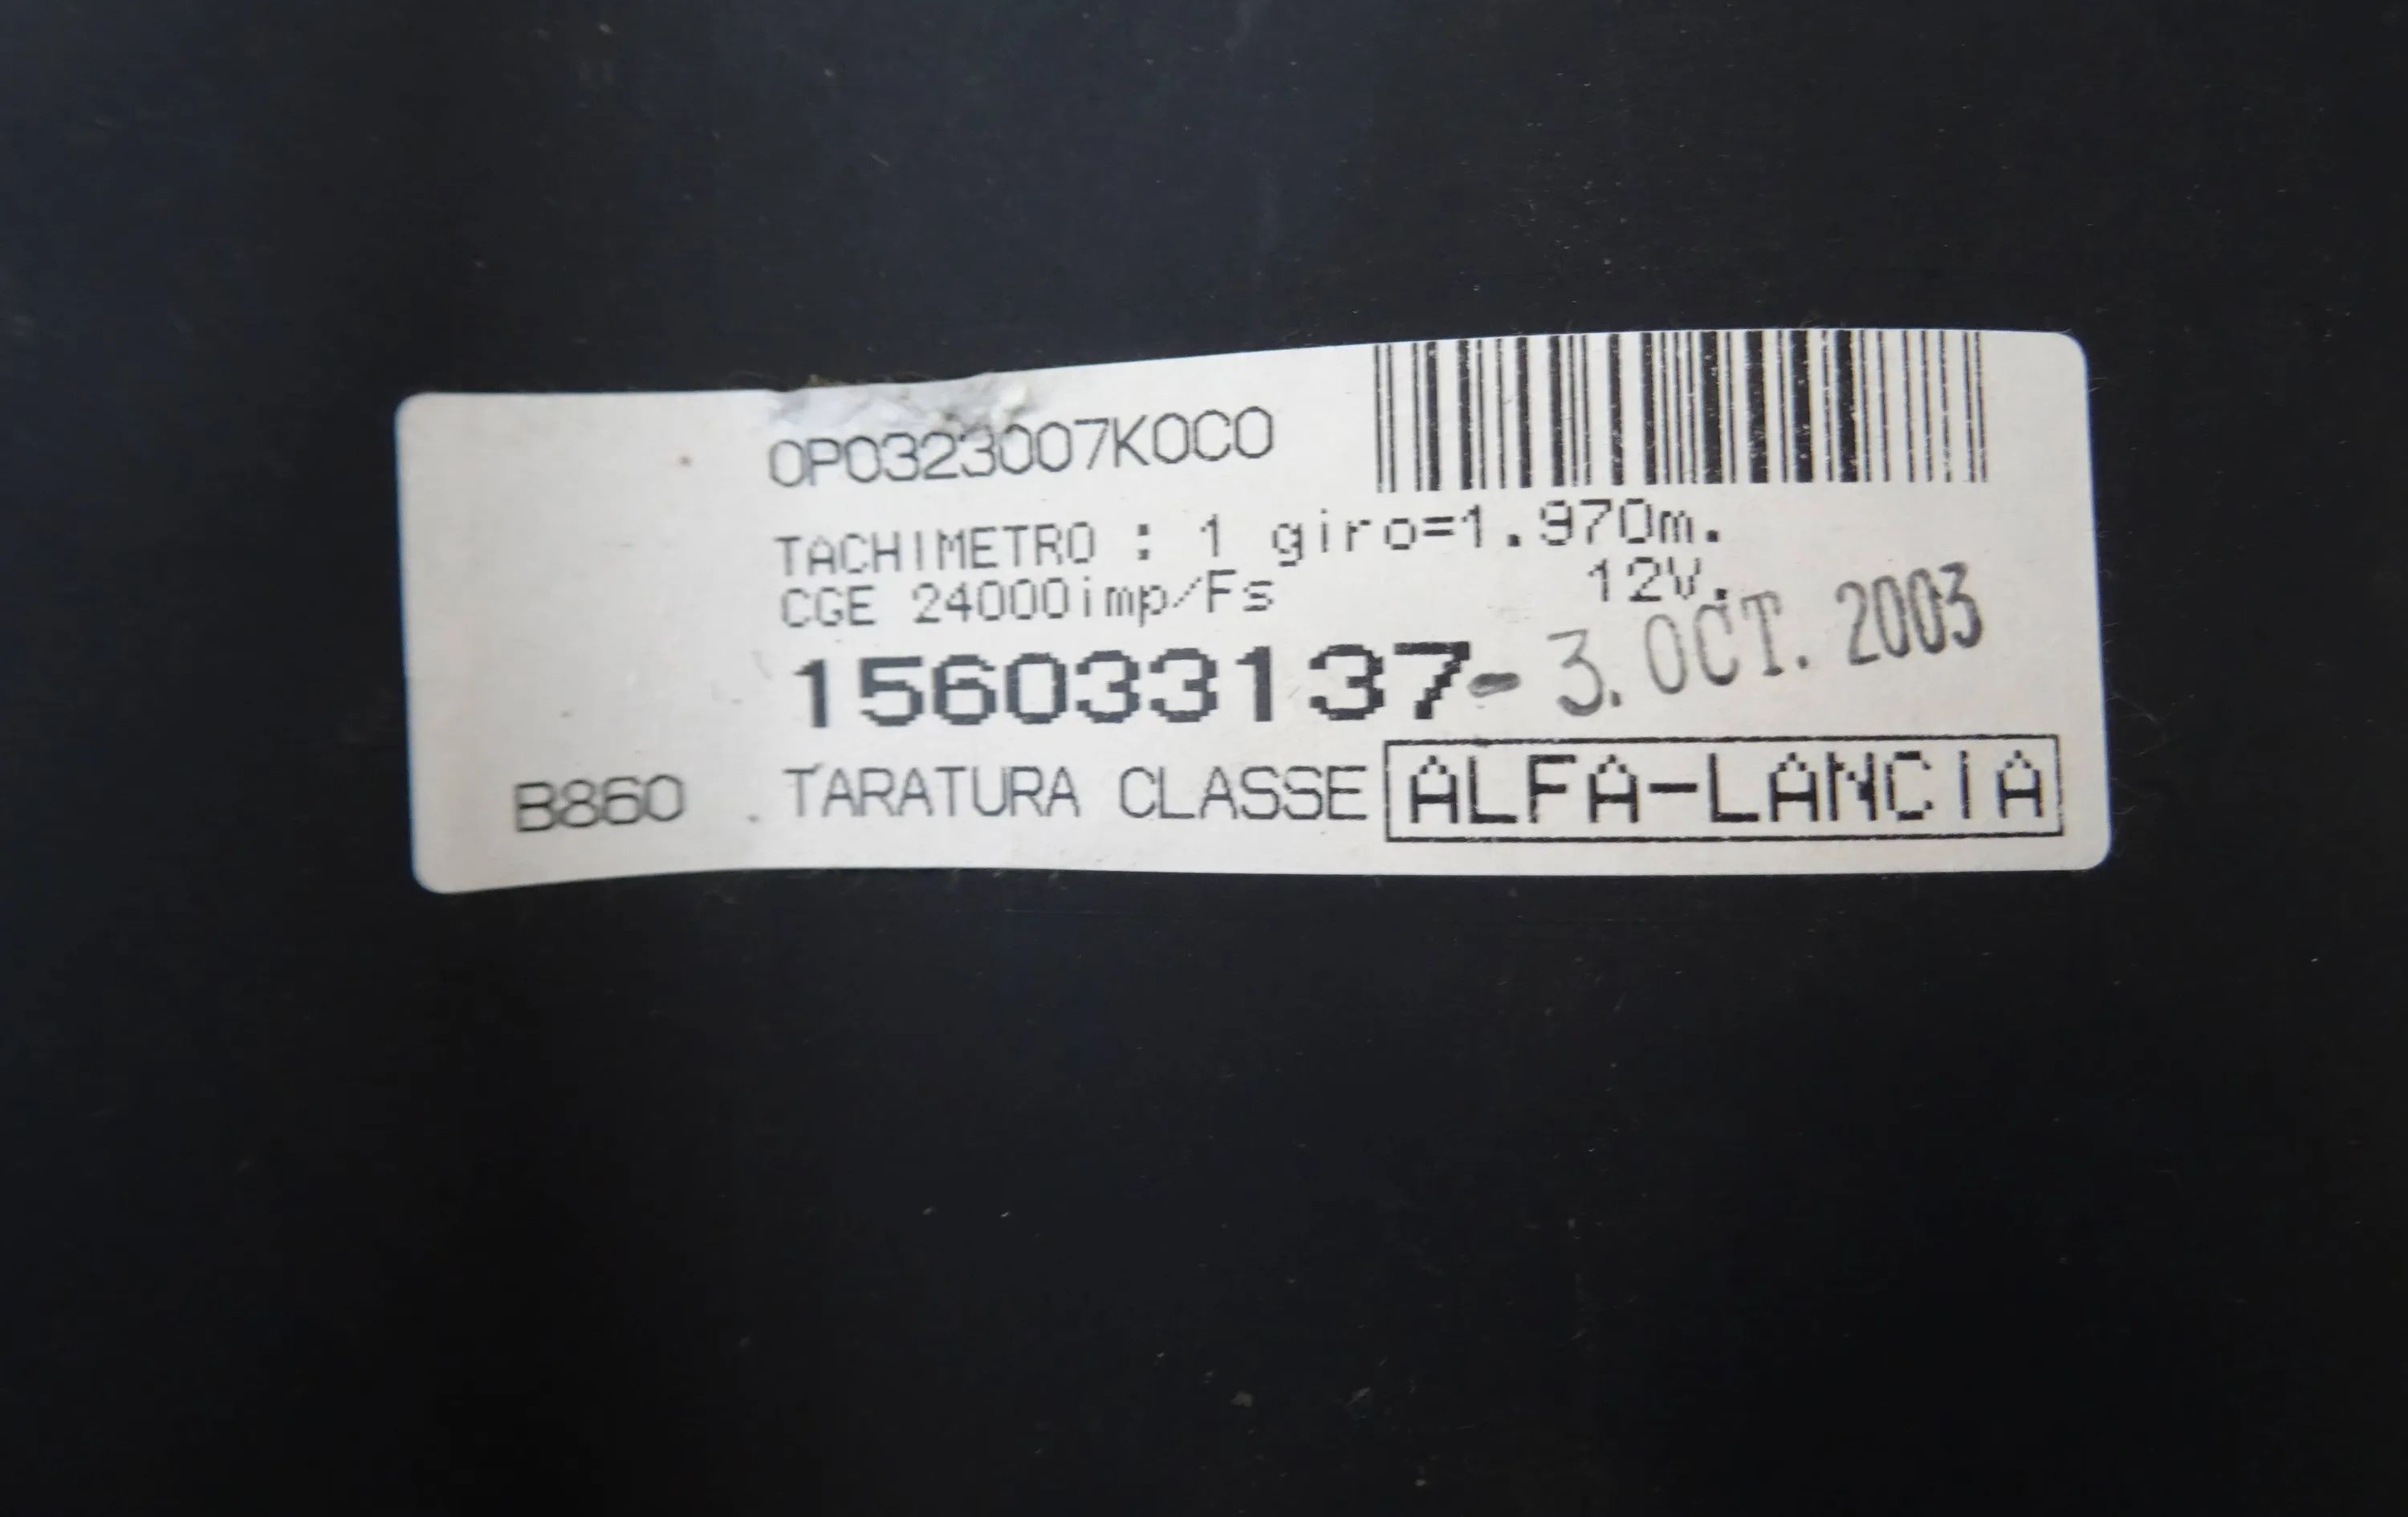 0P0323007K0C0
TACHIMETRO : 1 giro=1.970m.
CGE 24000imp/Fs 12V.
156033137 - 3. OCT. 2003
B860 TARATURA CLASSE ALFA-LANCIA